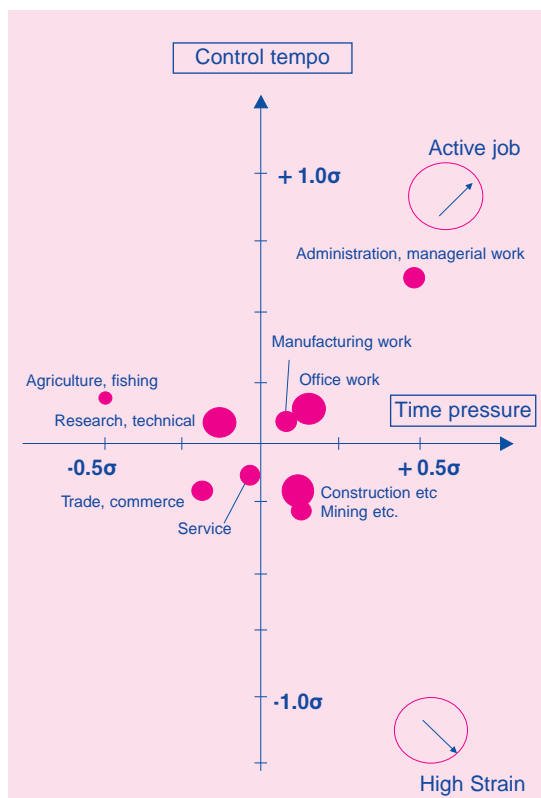 Control tempo
Active job
+ 1.0σ
Administration, managerial work
Manufacturing work
Agriculture, fishing
Office work
Research, technical
Time pressure
-0.5σ
+ 0.5σ
Trade, commerce
Construction etc
Mining etc.
Service
-1.0σ
High Strain